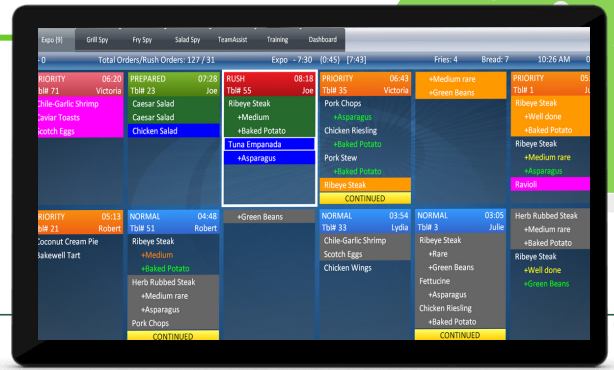 Expo (9) Grill Spy Fry Spy Salad Spy TeamAssist Training Dashboard
- 0 Total Orders/Rush Orders: 127 / 31 Expo - 7:30 (0:45) [7:43] Fries: 4 Bread: 7 10:26 AM
PRIORITY 06:20
Tbl# 71 Victoria
Chile-Garlic Shrimp
Caviar Toasts
Scotch Eggs
PREPARED 07:28
Tbl# 23 Joe
Caesar Salad
Caesar Salad
Chicken Salad
RUSH 08:18
Tbl# 55 Joe
Ribeye Steak
+Medium
+Baked Potato
Tuna Empanada
+Asparagus
PRIORITY 06:43
Tbl# 35 Victoria
Pork Chops
+Asparagus
Chicken Riesling
+Baked Potato
Pork Stew
+Baked Potato
Ribeye Steak
CONTINUED
+Medium rare
+Green Beans
PRIORITY 05:
Tbl# 1
Ribeye Steak
+Well done
+Baked Potato
Ribeye Steak
+Medium rare
+Asparagus
Ravioli
PRIORITY 05:13
Tbl# 21 Robert
Coconut Cream Pie
Bakewell Tart
NORMAL 04:48
Tbl# 51 Robert
Ribeye Steak
+Medium
+Baked Potato
Herb Rubbed Steak
+Medium rare
+Asparagus
Pork Chops
CONTINUED
+Green Beans
NORMAL 03:54
Tbl# 33 Lydia
Chile-Garlic Shrimp
Scotch Eggs
Chicken Wings
NORMAL 03:05
Tbl# 3 Julie
Ribeye Steak
+Rare
+Green Beans
Fettucine
+Asparagus
Chicken Riesling
+Baked Potato
CONTINUED
Herb Rubbed Steak
+Medium rare
+Baked Potato
Ribeye Steak
+Well done
+Green Beans